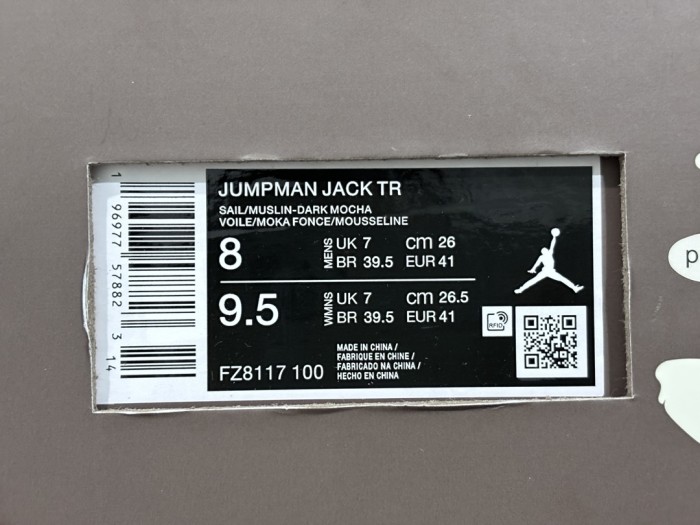 1 96977 57882 3 14
JUMPMAN JACK TR
SAIL/MUSLIN-DARK MOCHA
VOILE/MOKA FONCE/MOUSSELINE
8 MENS UK 7 cm 26
BR 39.5 EUR 41
9.5 WMNS UK 7 cm 26.5
BR 39.5 EUR 41
RFID
MADE IN CHINA /
FABRIQUE EN CHINE /
FABRICADO NA CHINA /
HECHO EN CHINA
FZ8117 100
p